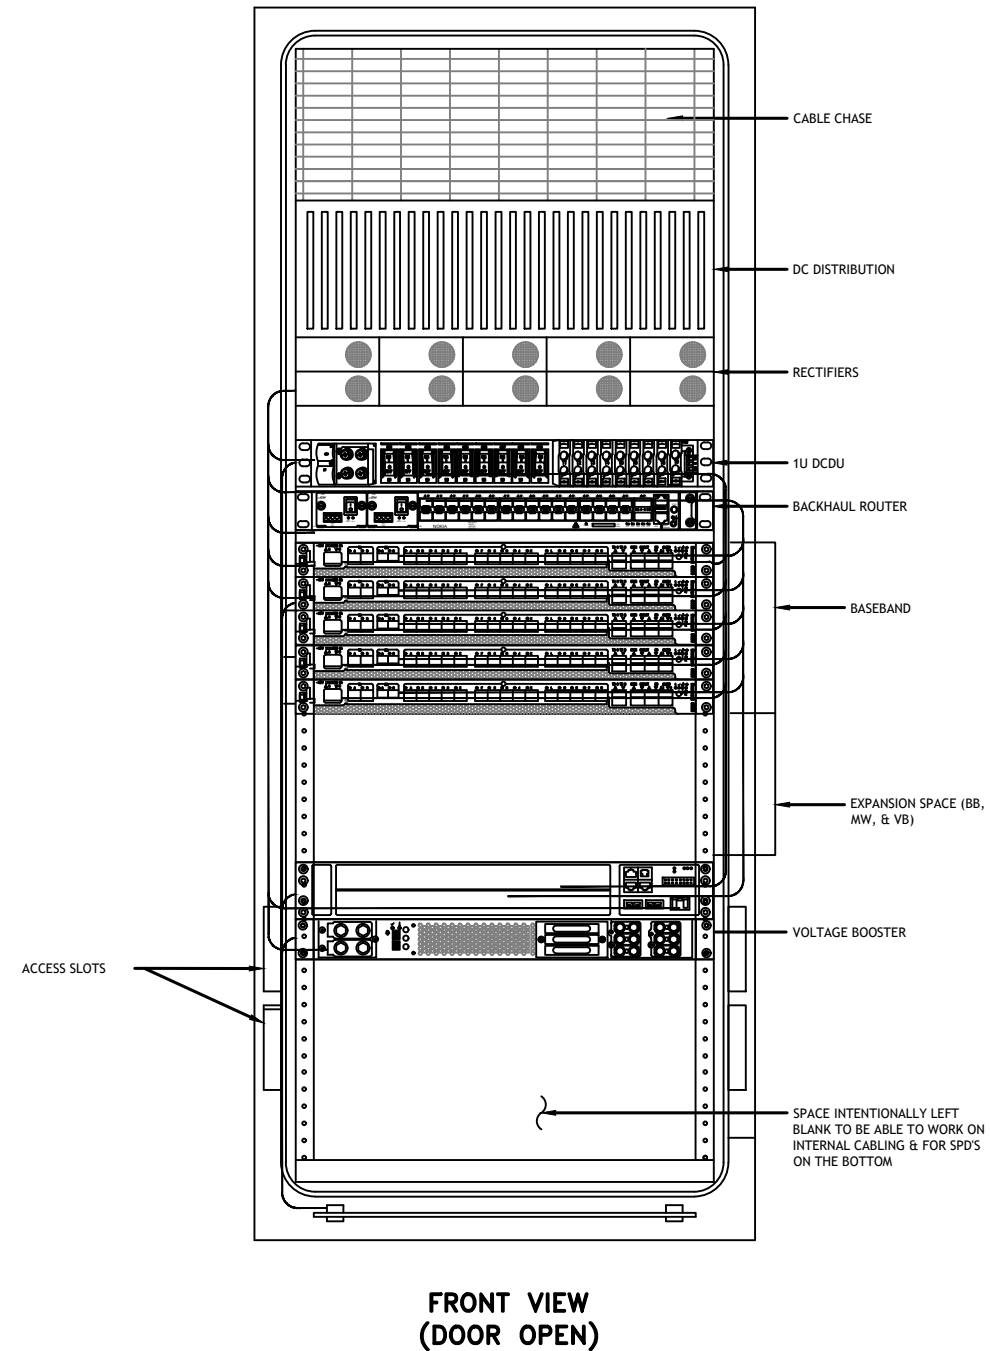 CABLE CHASE
DC DISTRIBUTION
RECTIFIERS
1U DCDU
BACKHAUL ROUTER
NOKIA
BASEBAND
EXPANSION SPACE (BB,
MW, & VB)
VOLTAGE BOOSTER
ACCESS SLOTS
SPACE INTENTIONALLY LEFT
BLANK TO BE ABLE TO WORK ON
INTERNAL CABLING & FOR SPD'S
ON THE BOTTOM
FRONT VIEW
(DOOR OPEN)